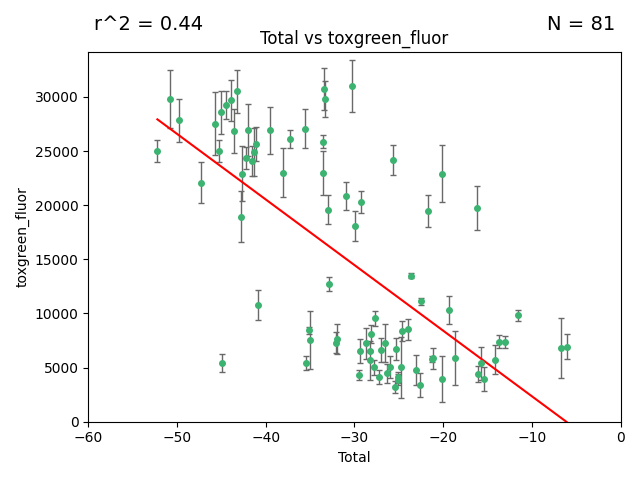 r^2 = 0.44
N = 81
Total vs toxgreen_fluor
30000
25000
20000
15000
10000
5000
0
toxgreen_fluor
−60
−50
−40
−30
−20
−10
0
Total